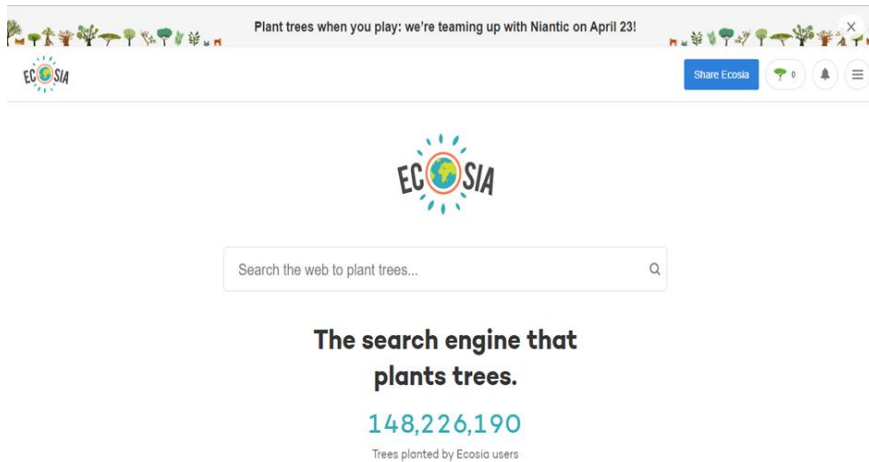 Plant trees when you play: we're teaming up with Niantic on April 23!
ECOSIA
Share Ecosia
0
ECOSIA
Search the web to plant trees...
The search engine that
plants trees.
148,226,190
Trees planted by Ecosia users